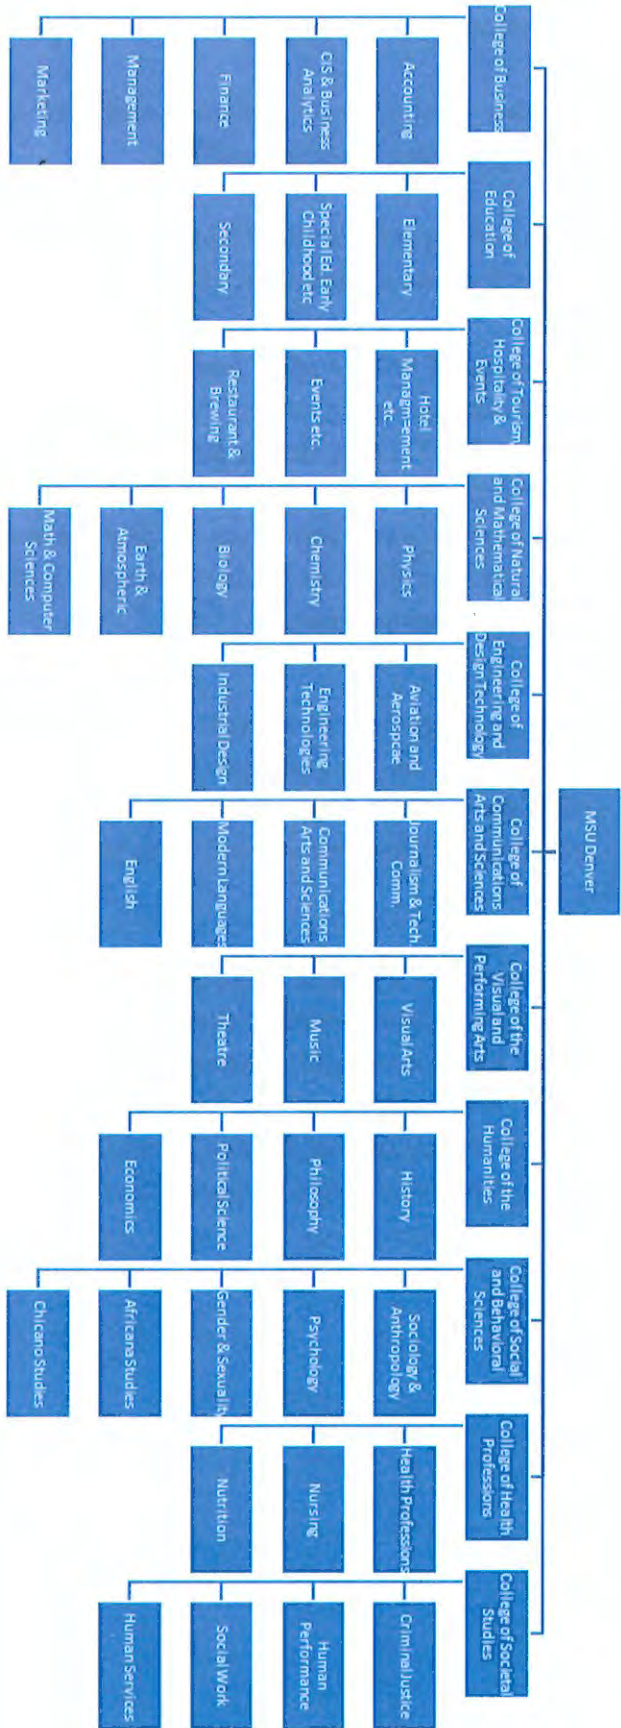 MSU Denver
College of Business
Accounting
CIS & Business
Analytics
Finance
Management
Marketing
College of
Education
Elementary
Special Ed. Early
Childhood etc
Secondary
College of Tourism,
Hospitality &
Events
Hotel
Managm=ement
etc.
Events etc.
Restaurant &
Brewing
College of Natural
and Mathematical
Sciences
Physics
Chemistry
Biology
Earth &
Atmospheric
Math & Computer
Sciences
College of
Engineering and
Design Technology
Aviation and
Aerospcae
Engineering
Technologies
Industrial Design
College of
Communications
Arts and Sciences
Journalism & Tech
Comm.
Communications
Arts and Sciences
Modern Languages
English
College of the
Visual and
Performing Arts
Visual Arts
Music
Theatre
College of the
Humanities
History
Philosophy
Political Science
Economics
College of Social
and Behavioral
Sciences
Sociology &
Anthropology
Psychology
Gender & Sexuality
Africana Studies
Chicano Studies
College of Health
Professions
Health Professions
Nursing
Nutrition
College of Societal
Studies
Criminal Justice
Human
Performance
Social Work
Human Services